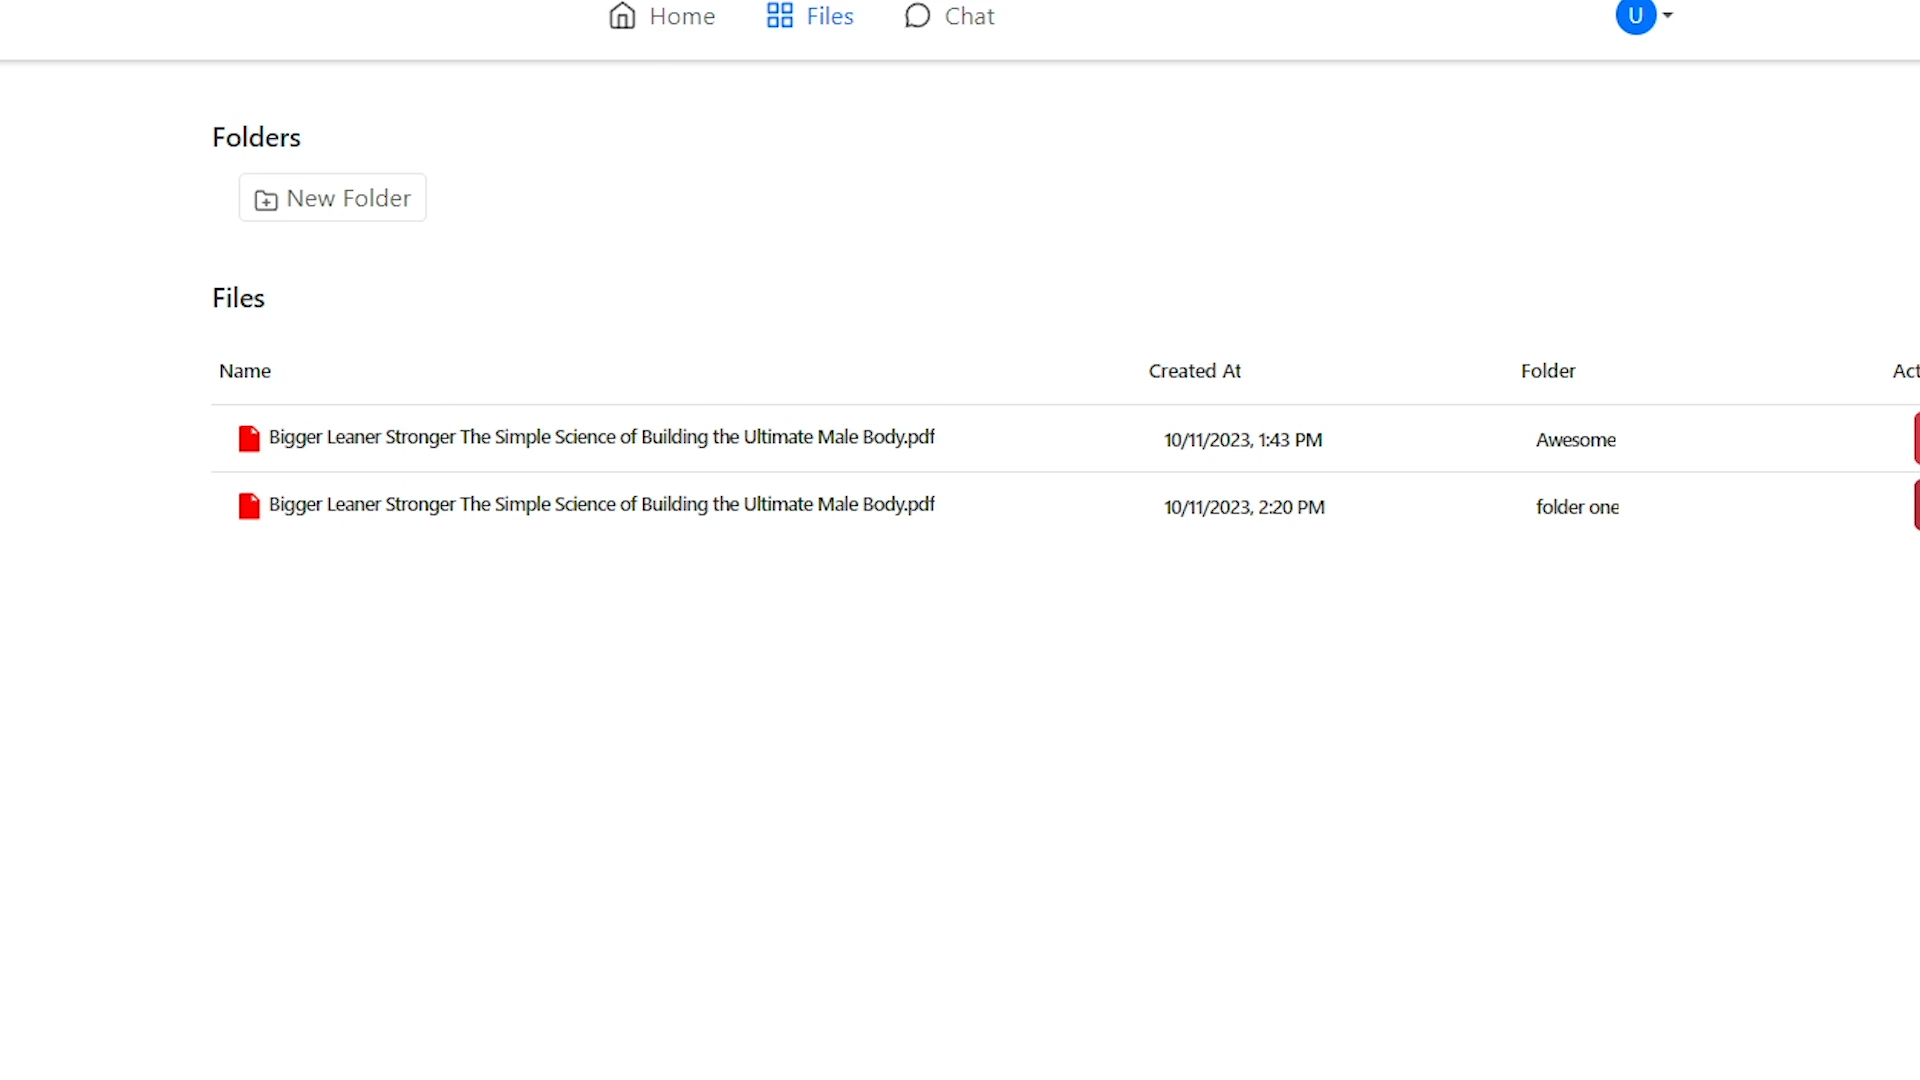 Home Files Chat U
Folders
New Folder
Files
Name Created At Folder
Bigger Leaner Stronger The Simple Science of Building the Ultimate Male Body.pdf 10/11/2023, 1:43 PM Awesome
Bigger Leaner Stronger The Simple Science of Building the Ultimate Male Body.pdf 10/11/2023, 2:20 PM folder one